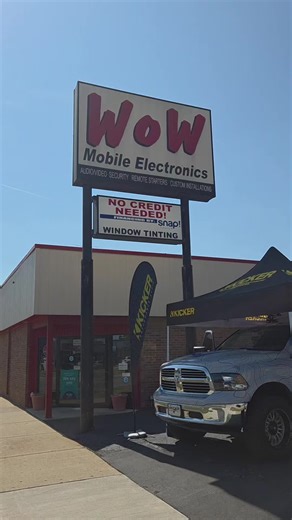 WoW
Mobile Electronics
AUDIO/VIDEO SECURITY REMOTE STARTERS CUSTOM INSTALLATIONS
NO CREDIT
NEEDED!
snap!
WINDOW TINTING
KICKER
KICKER
KICKER